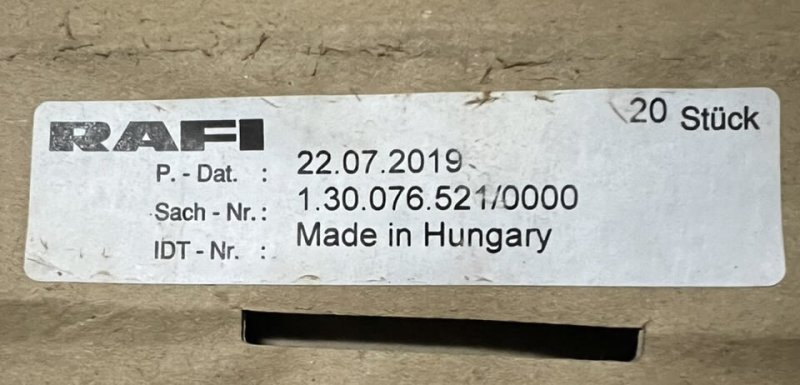 RAFI 20 Stück
P. - Dat. : 22.07.2019
Sach - Nr. : 1.30.076.521/0000
IDT - Nr. : Made in Hungary